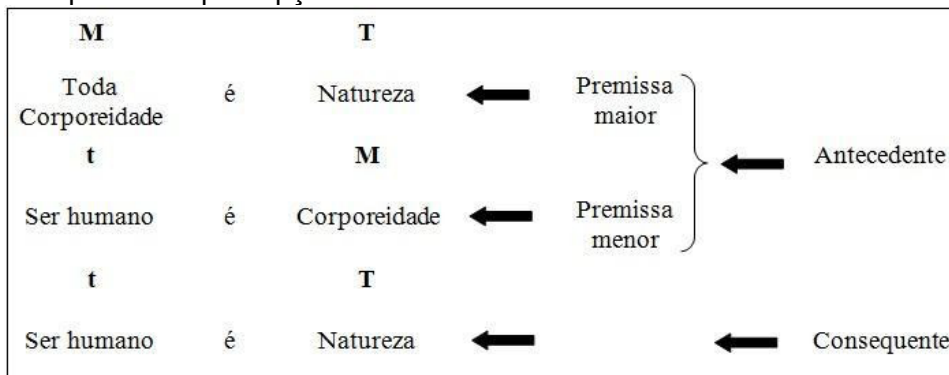 M T
Toda Corporeidade é Natureza Premissa maior
t M Antecedente
Ser humano é Corporeidade Premissa menor
t T
Ser humano é Natureza Consequente